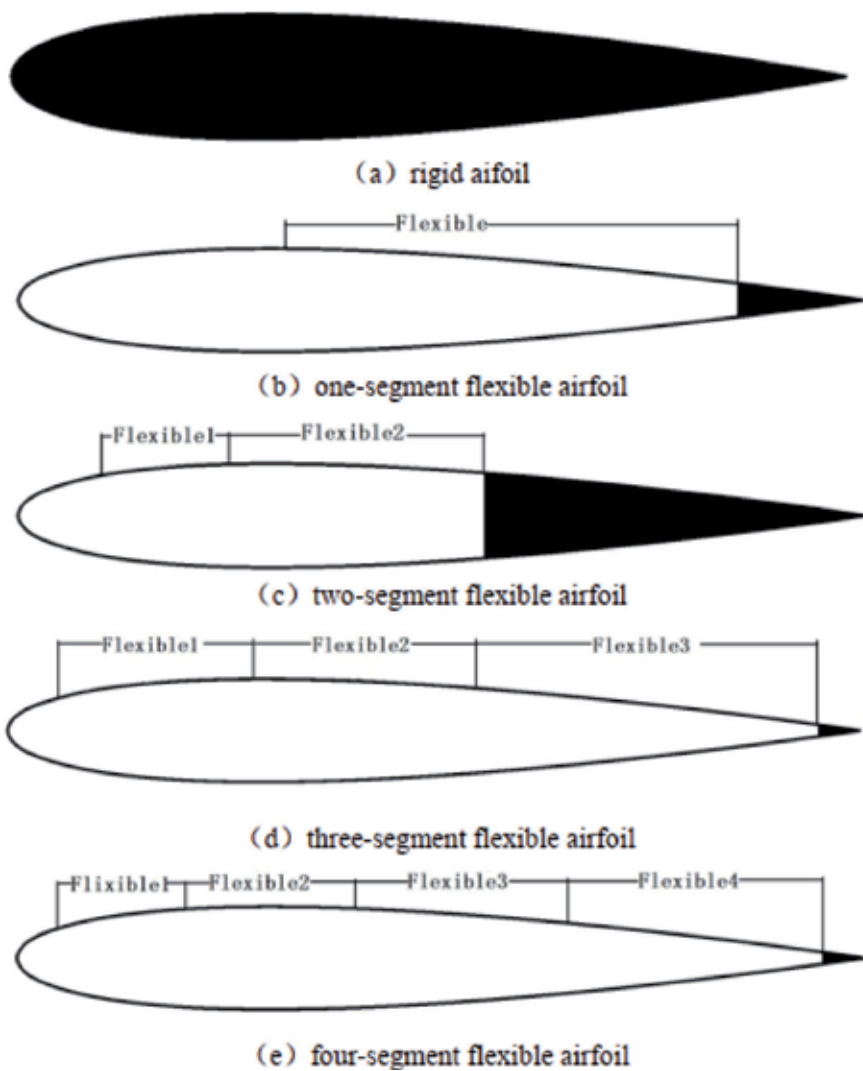 （a）rigid aifoil
Flexible
（b）one-segment flexible airfoil
Flexible1 Flexible2
（c）two-segment flexible airfoil
Flexible1 Flexible2 Flexible3
（d）three-segment flexible airfoil
Flixible1 Flexible2 Flexible3 Flexible4
（e）four-segment flexible airfoil